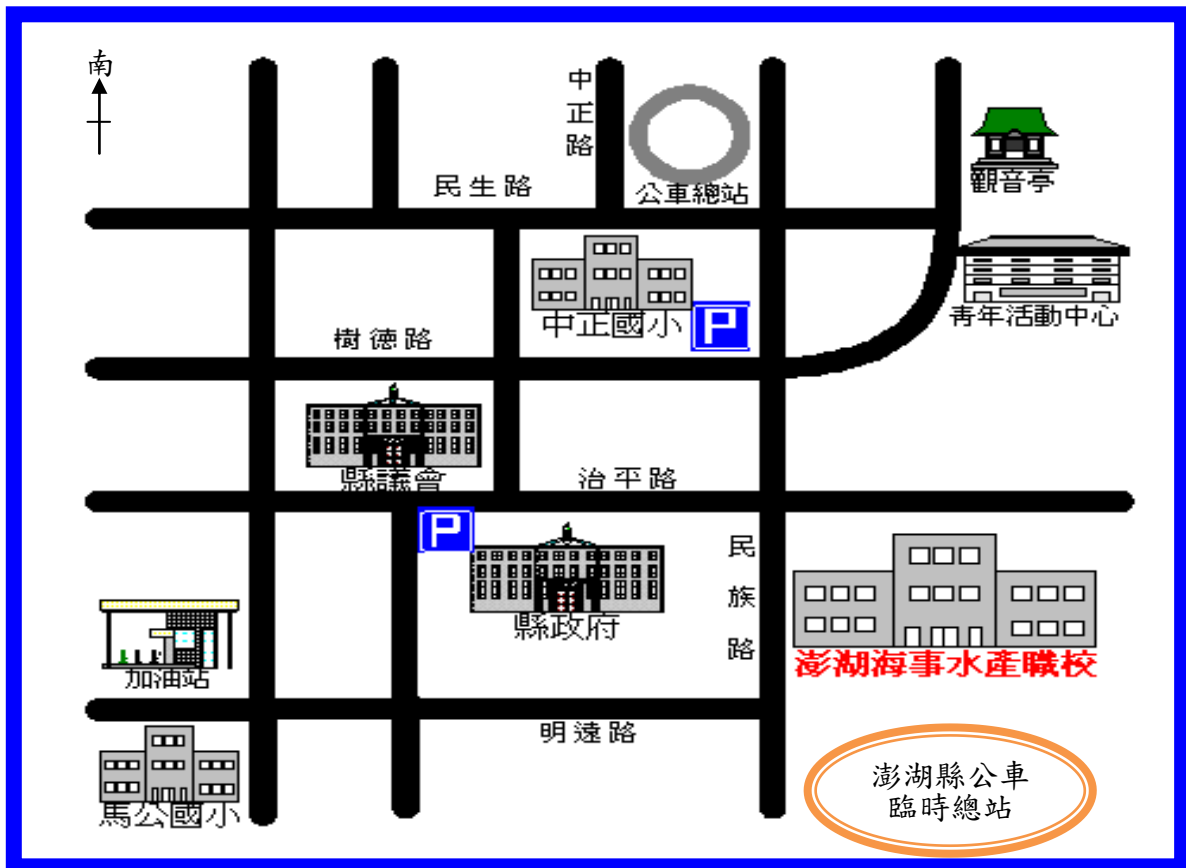 南
中正路
民生路
公車總站
觀音亭
中正國小
P
青年活動中心
樹德路
縣議會
治平路
P
縣政府
民族路
澎湖海事水產職校
加油站
明遠路
馬公國小
澎湖縣公車
臨時總站